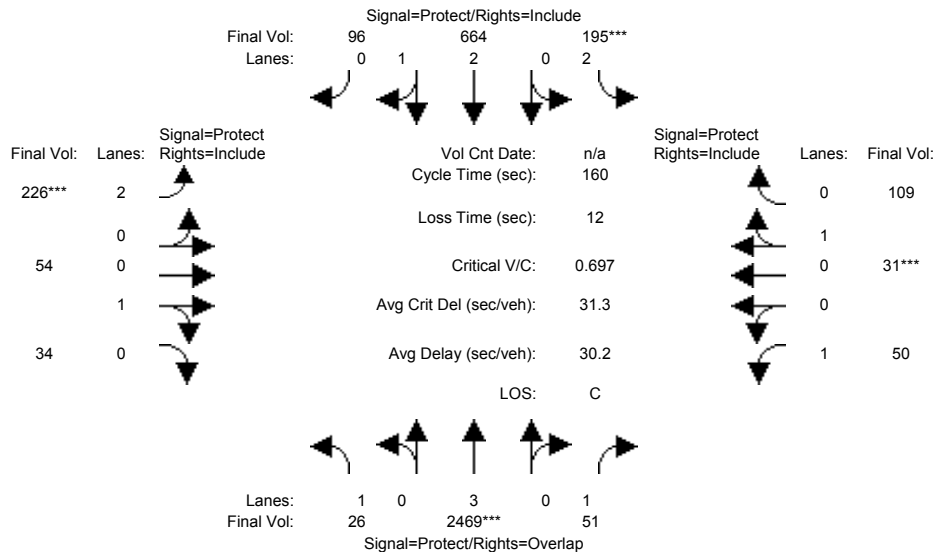 Signal=Protect/Rights=Include
Final Vol: 96 664 195***
Lanes: 0 1 2 0 2
Signal=Protect Signal=Protect
Final Vol: Lanes: Rights=Include Vol Cnt Date: n/a Rights=Include Lanes: Final Vol:
Cycle Time (sec): 160
226*** 2 0 109
Loss Time (sec): 12
0 1
54 0 Critical V/C: 0.697 0 31***
1 Avg Crit Del (sec/veh): 31.3 0
34 0 Avg Delay (sec/veh): 30.2 1 50
LOS: C
Lanes: 1 0 3 0 1
Final Vol: 26 2469*** 51
Signal=Protect/Rights=Overlap